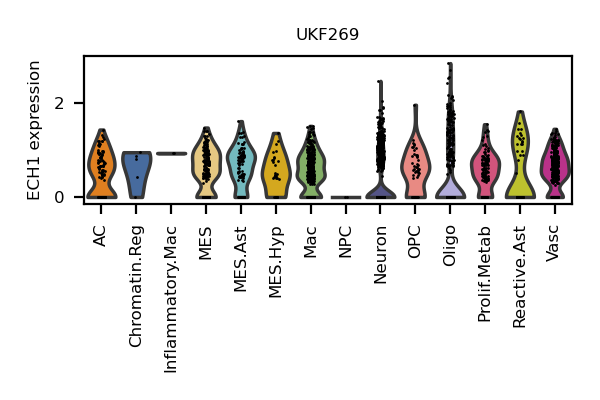 UKF269
ECH1 expression
2
0
AC
Chromatin.Reg
Inflammatory.Mac
MES
MES.Ast
MES.Hyp
Mac
NPC
Neuron
OPC
Oligo
Prolif.Metab
Reactive.Ast
Vasc